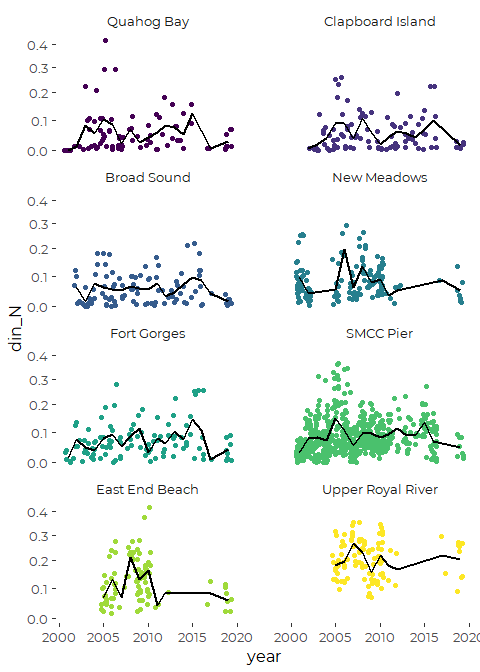 Quahog Bay Clapboard Island
0.4
0.3
0.2
0.1
0.0
Broad Sound New Meadows
0.4
0.3
0.2
0.1
0.0
din_N
Fort Gorges SMCC Pier
0.4
0.3
0.2
0.1
0.0
East End Beach Upper Royal River
0.4
0.3
0.2
0.1
0.0
2000 2005 2010 2015 2020 2000 2005 2010 2015 2020
year